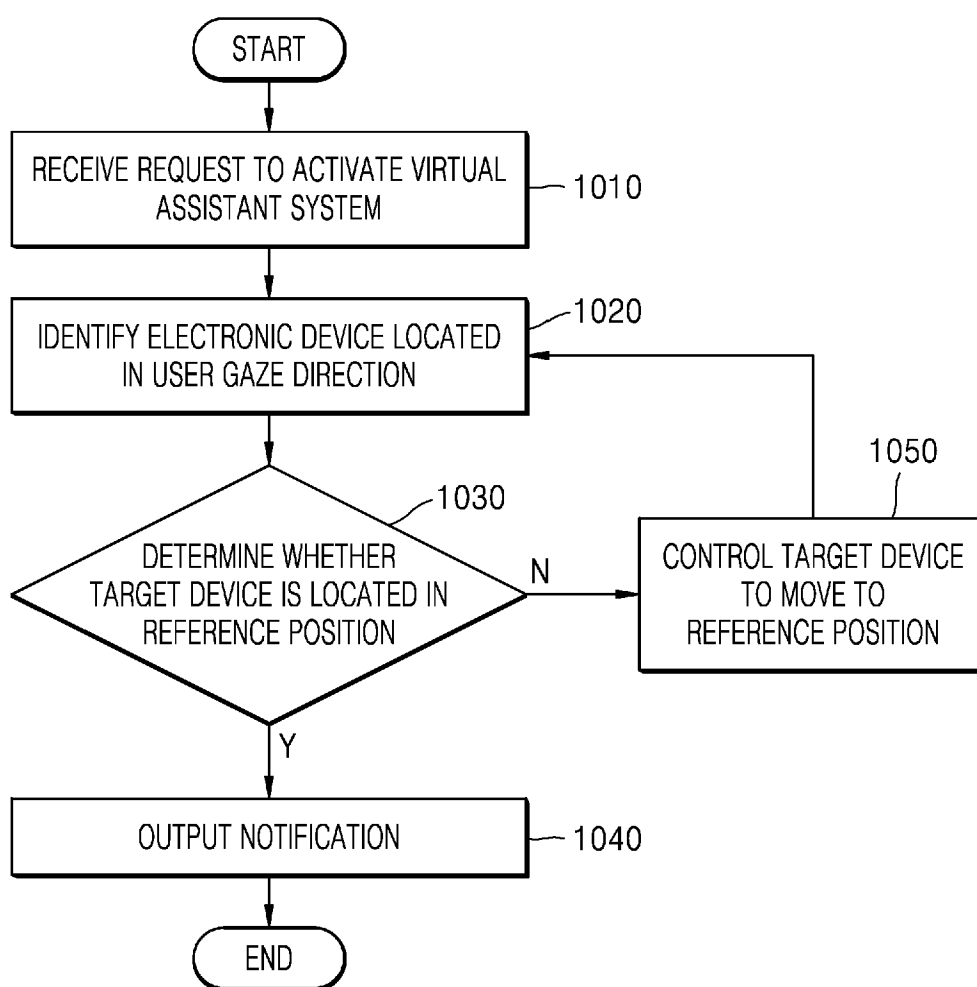 START
RECEIVE REQUEST TO ACTIVATE VIRTUAL
ASSISTANT SYSTEM
1010
IDENTIFY ELECTRONIC DEVICE LOCATED
IN USER GAZE DIRECTION
1020
DETERMINE WHETHER
TARGET DEVICE IS LOCATED IN
REFERENCE POSITION
1030
N
CONTROL TARGET DEVICE
TO MOVE TO
REFERENCE POSITION
1050
Y
OUTPUT NOTIFICATION
1040
END